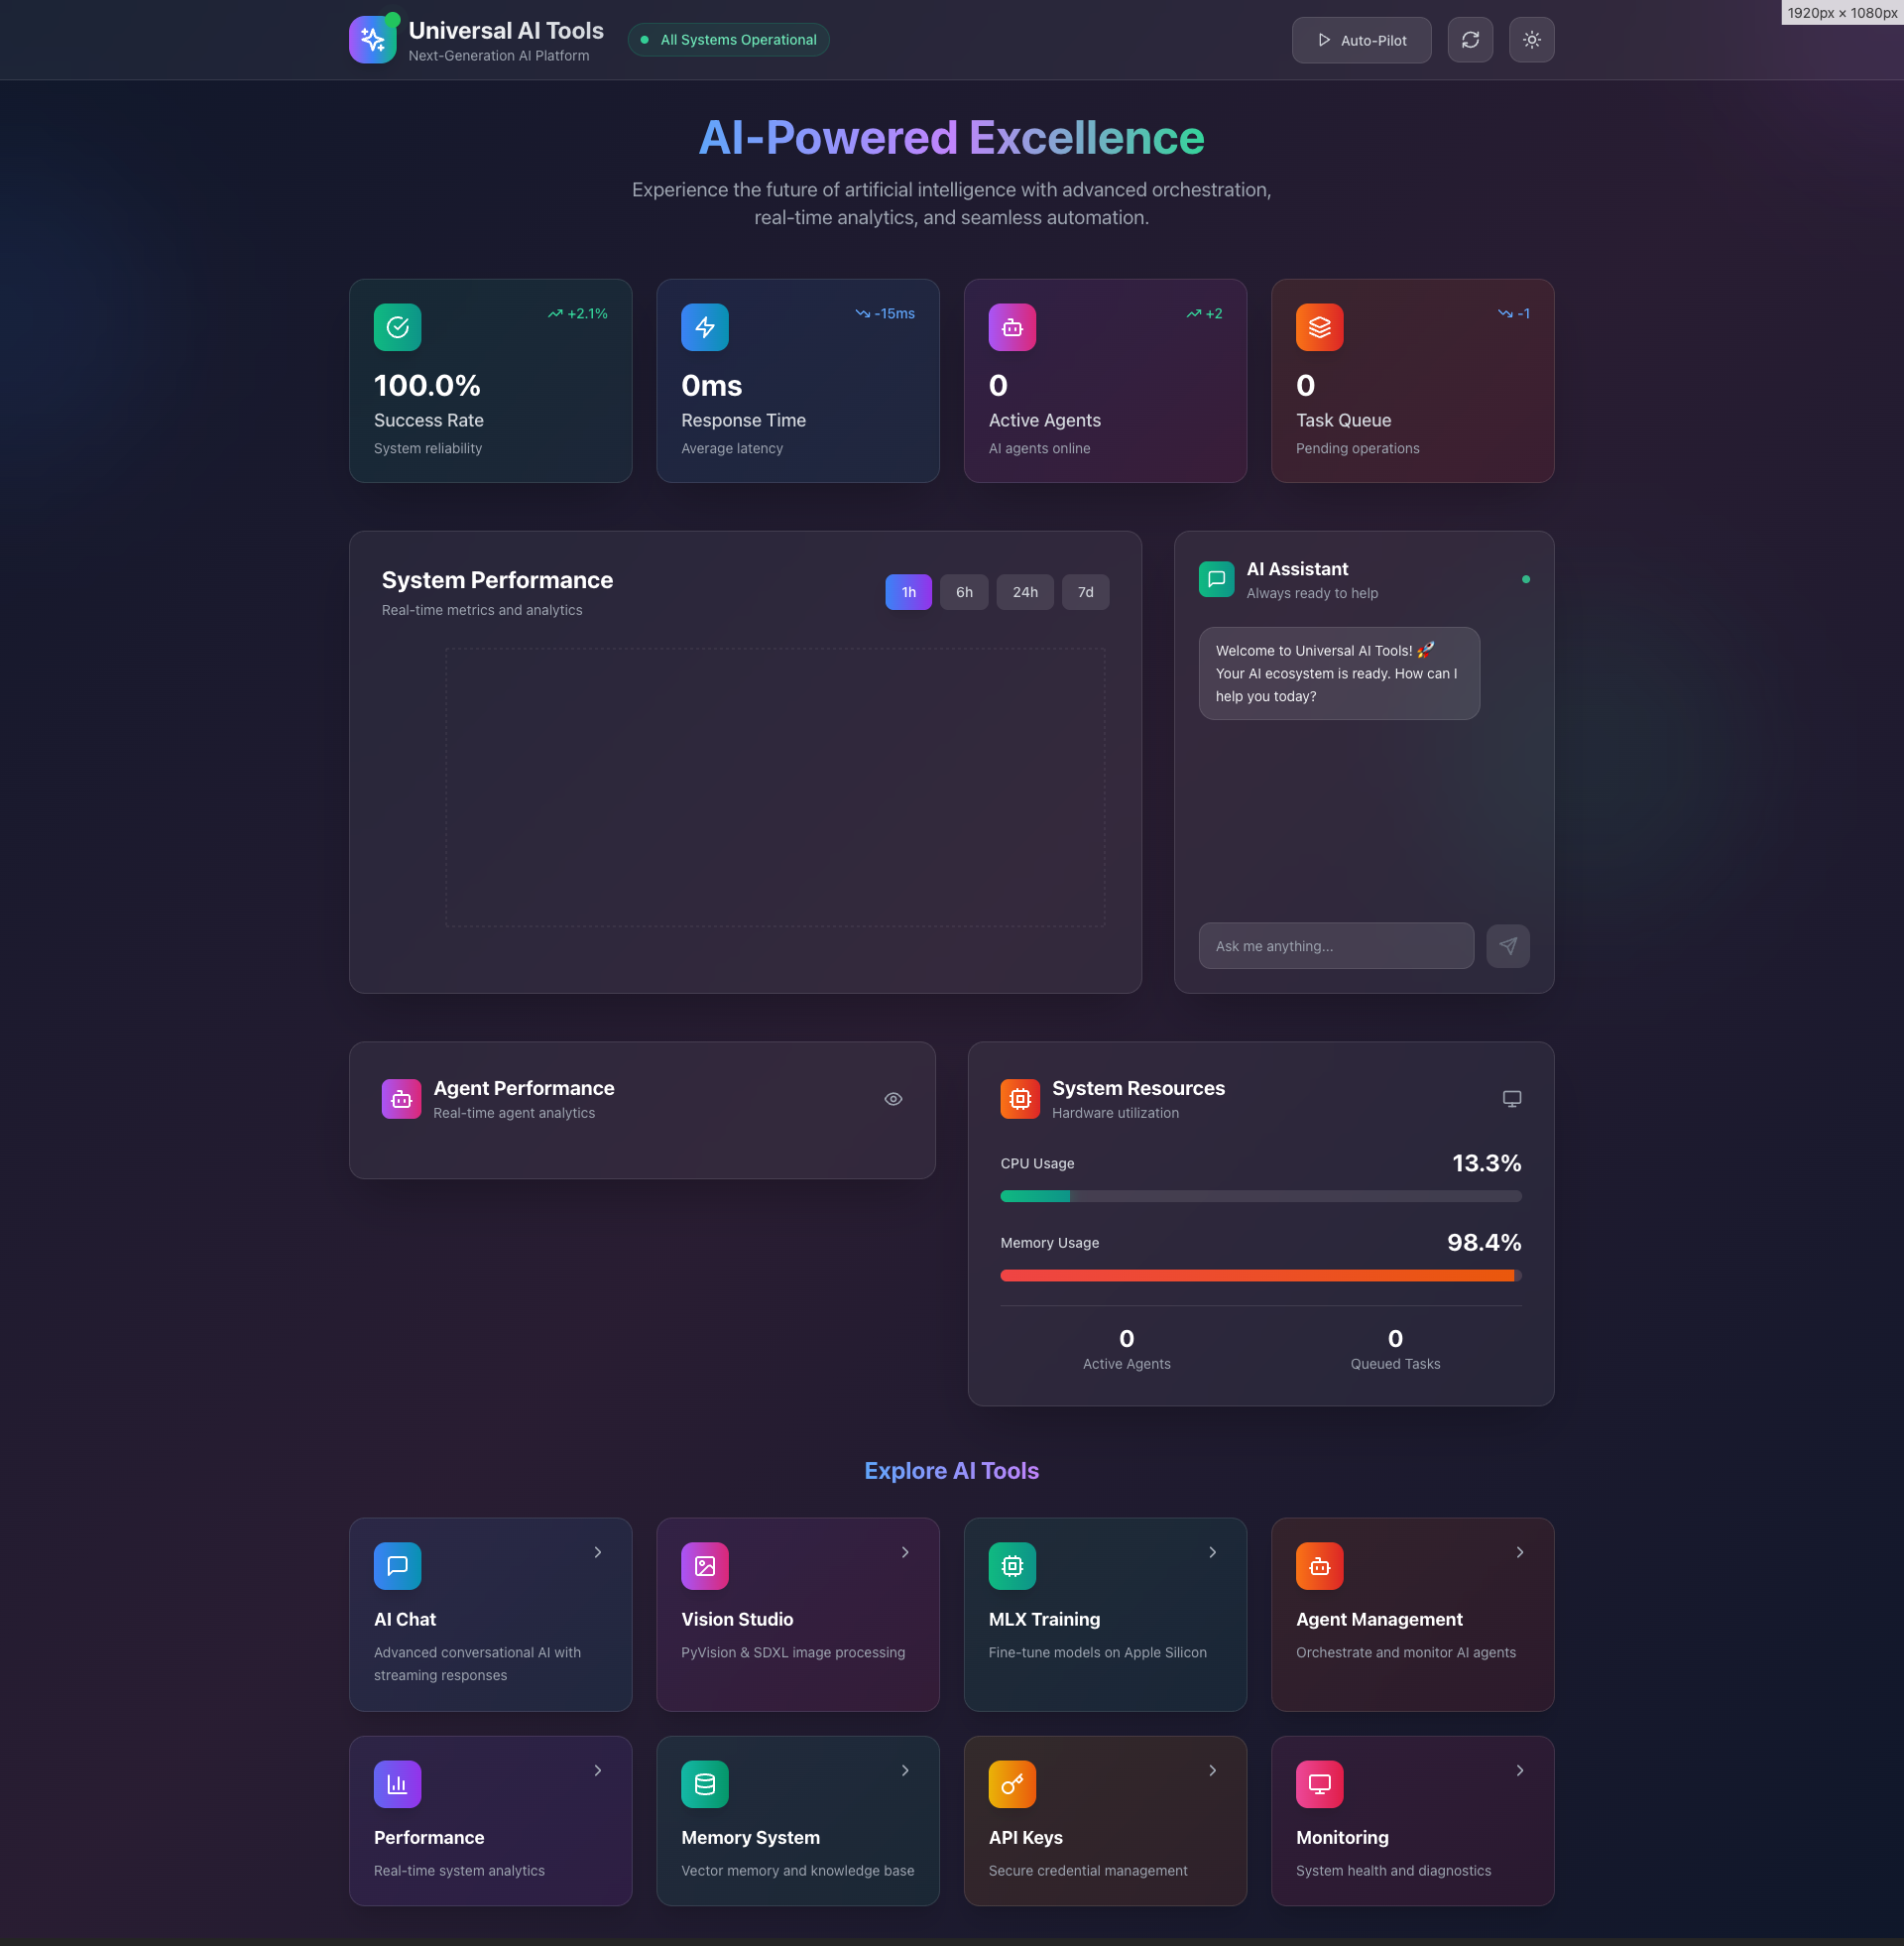 1920px × 1080px
Universal AI Tools
Next-Generation AI Platform
All Systems Operational
Auto-Pilot
AI-Powered Excellence
Experience the future of artificial intelligence with advanced orchestration,
real-time analytics, and seamless automation.
+2.1%
100.0%
Success Rate
System reliability
-15ms
0ms
Response Time
Average latency
+2
0
Active Agents
AI agents online
-1
0
Task Queue
Pending operations
System Performance
Real-time metrics and analytics
1h
6h
24h
7d
AI Assistant
Always ready to help
Welcome to Universal AI Tools! 🚀
Your AI ecosystem is ready. How can I
help you today?
Ask me anything...
Agent Performance
Real-time agent analytics
System Resources
Hardware utilization
CPU Usage
13.3%
Memory Usage
98.4%
0
Active Agents
0
Queued Tasks
Explore AI Tools
AI Chat
Advanced conversational AI with
streaming responses
Vision Studio
PyVision & SDXL image processing
MLX Training
Fine-tune models on Apple Silicon
Agent Management
Orchestrate and monitor AI agents
Performance
Real-time system analytics
Memory System
Vector memory and knowledge base
API Keys
Secure credential management
Monitoring
System health and diagnostics